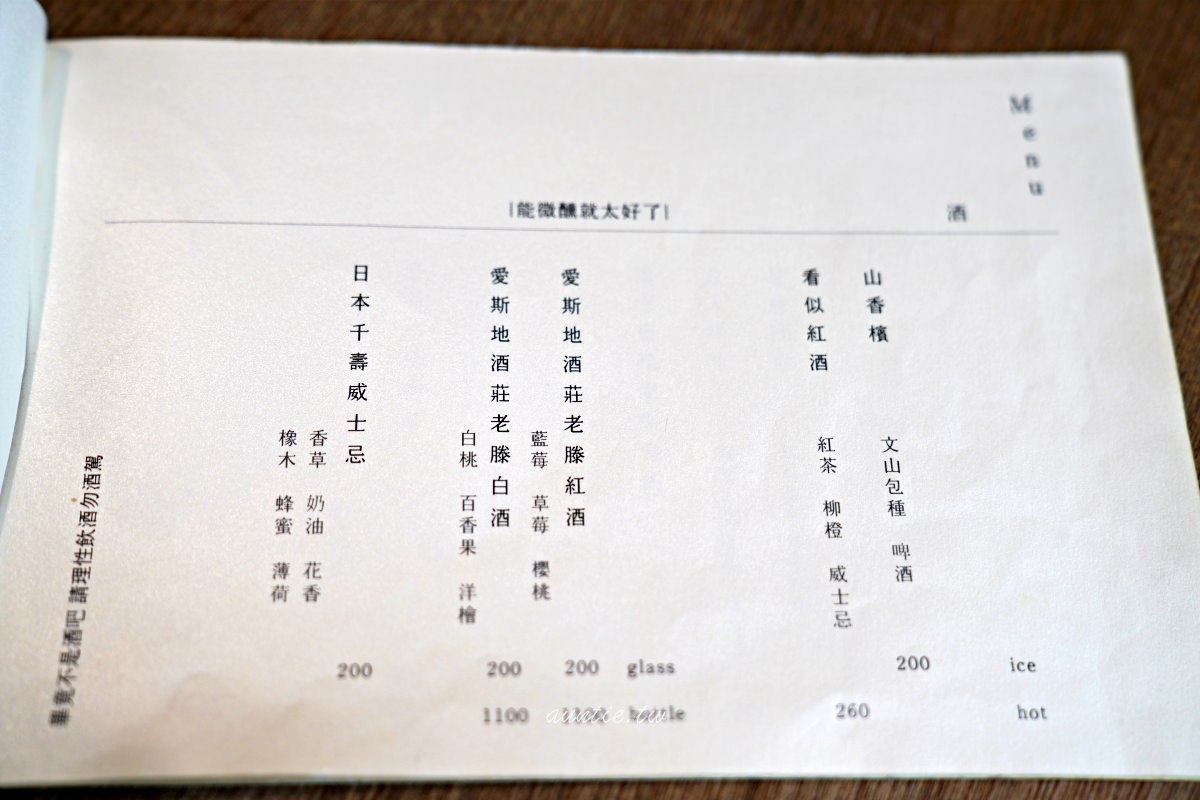 Menu
酒
|能微醺就太好了|
山香檳
文山包種 啤酒
看似紅酒
紅茶 柳橙 威士忌
愛斯地酒莊老滕紅酒
藍莓 草莓 櫻桃
愛斯地酒莊老滕白酒
白桃 百香果 洋檜
日本千壽威士忌
香草 奶油 花香
橡木 蜂蜜 薄荷
200 200 200 glass 200 ice
1100 bottle 260 hot
畢竟不是酒吧 請理性飲酒勿酒駕
auntie.tw